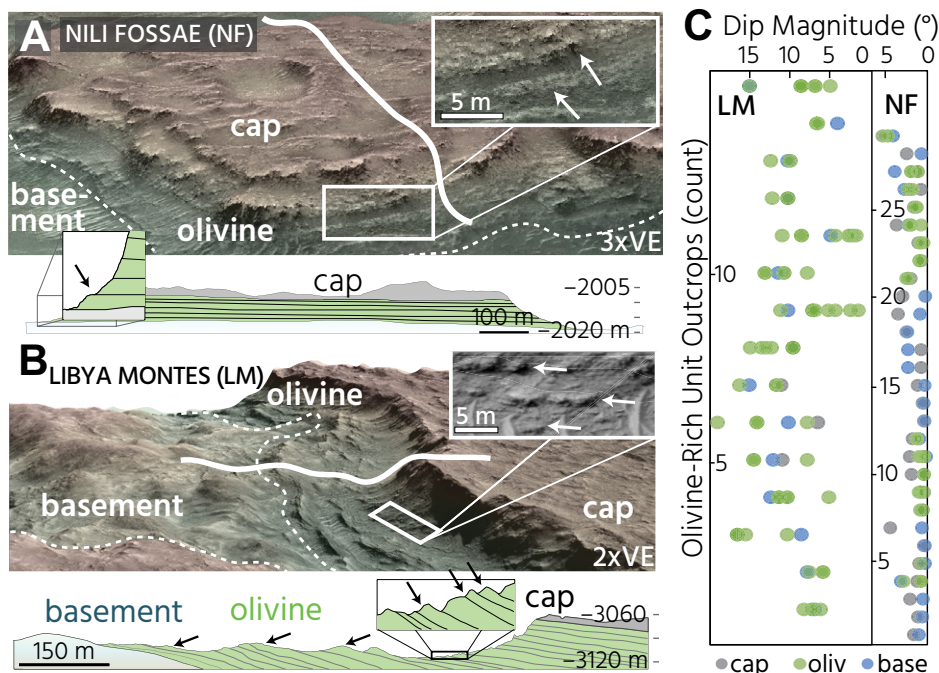 A NILI FOSSAE (NF)
cap
5 m
base-
ment
olivine
3xVE
cap
–2005
100 m
–2020 m
B LIBYA MONTES (LM)
olivine
5 m
basement
cap
2xVE
basement
olivine
cap
–3060
150 m
–3120 m
C Dip Magnitude (°)
15 10 5 0 5 0
LM NF
Olivine-Rich Unit Outcrops (count)
10
5
25
20
15
10
5
cap oliv base